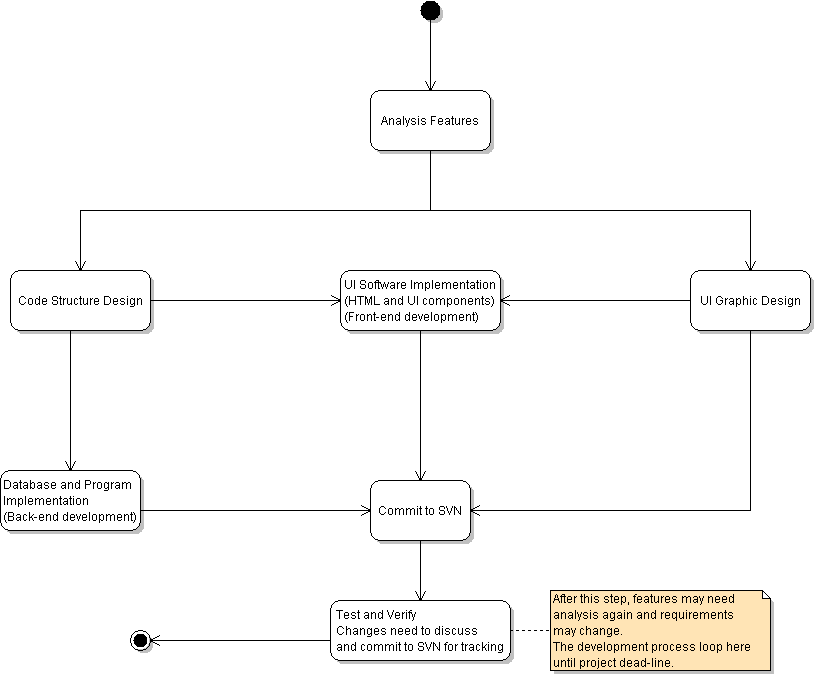 Analysis Features
Code Structure Design
UI Software Implementation
(HTML and UI components)
(Front-end development)
UI Graphic Design
Database and Program
Implementation
(Back-end development)
Commit to SVN
Test and Verify
Changes need to discuss
and commit to SVN for tracking
After this step, features may need
analysis again and requirements
may change.
The development process loop here
until project dead-line.